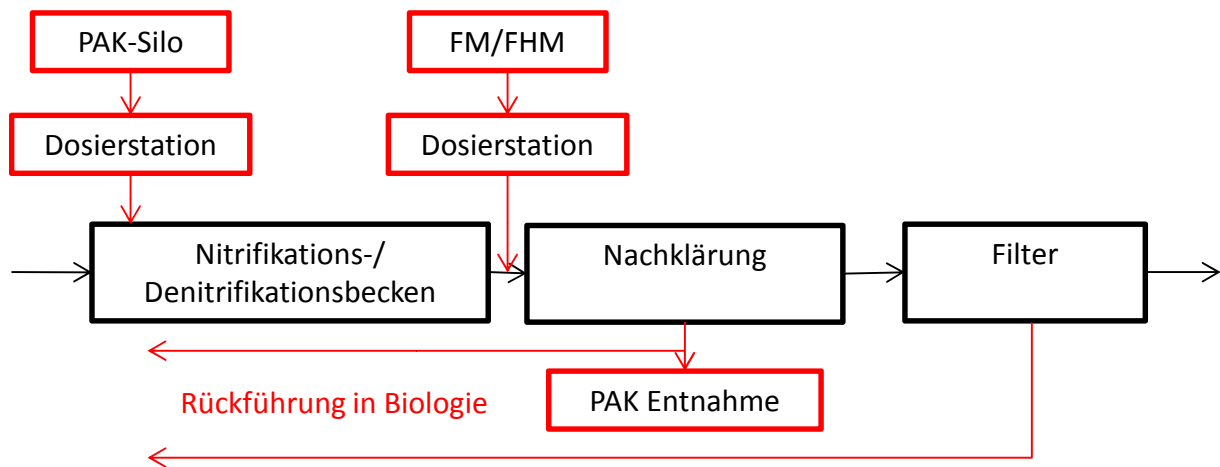 PAK-Silo
FM/FHM
Dosierstation
Dosierstation
Nitrifikations-/
Denitrifikationsbecken
Nachklärung
Filter
Rückführung in Biologie
PAK Entnahme